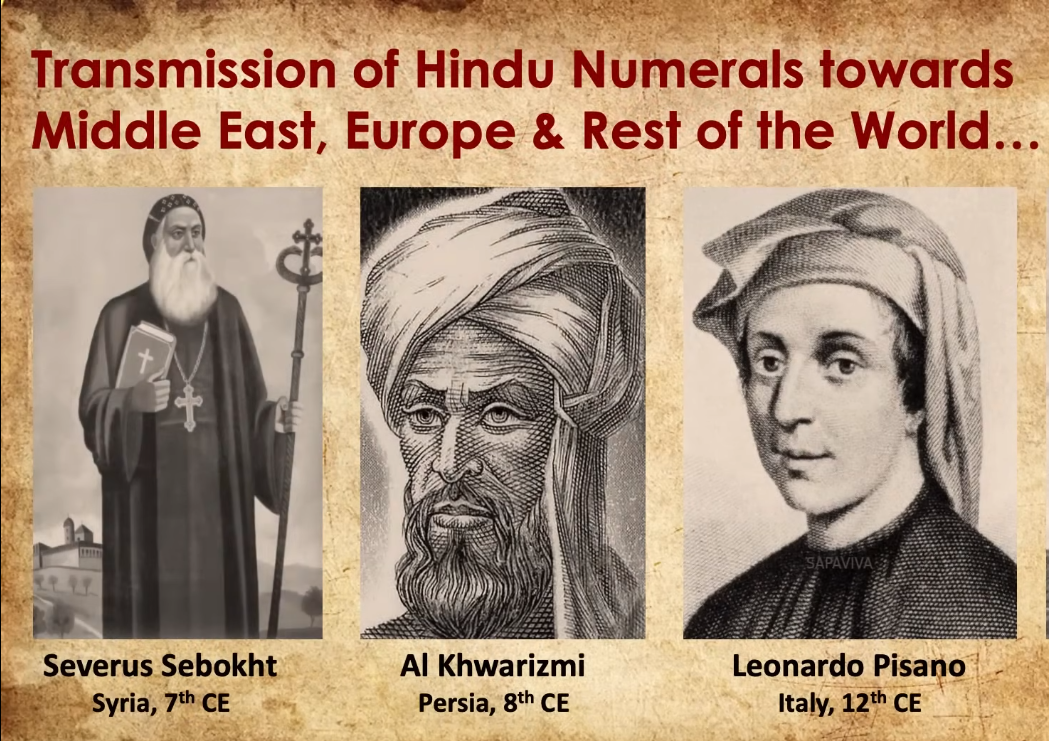 Transmission of Hindu Numerals towards
Middle East, Europe & Rest of the World...
SAPAVIVA
Severus Sebokht
Syria, 7th CE
Al Khwarizmi
Persia, 8th CE
Leonardo Pisano
Italy, 12th CE